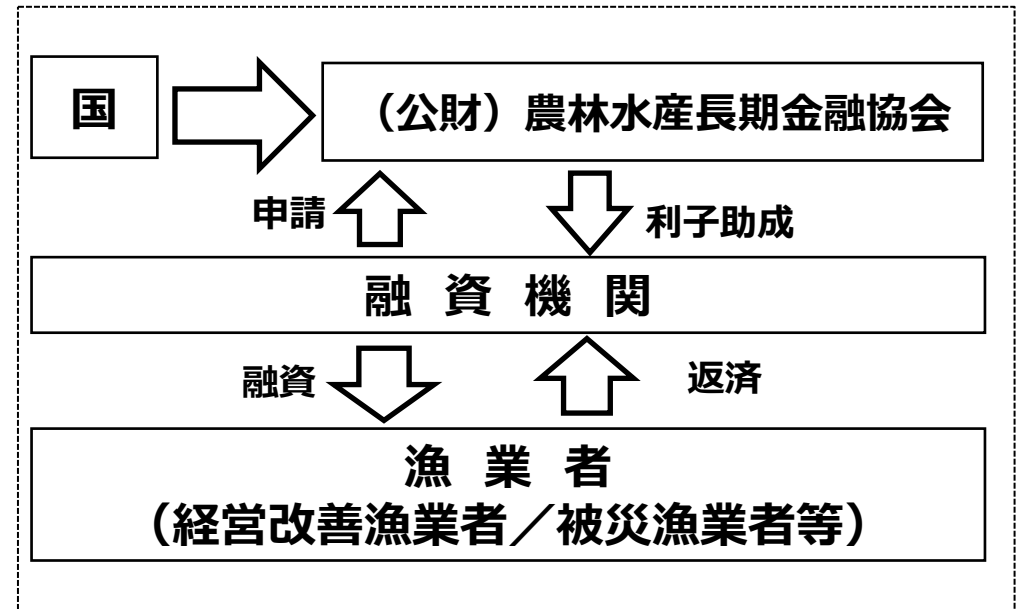 国
（公財）農林水産長期金融協会
申請
利子助成
融資機関
融資
返済
漁業者
（経営改善漁業者／被災漁業者等）